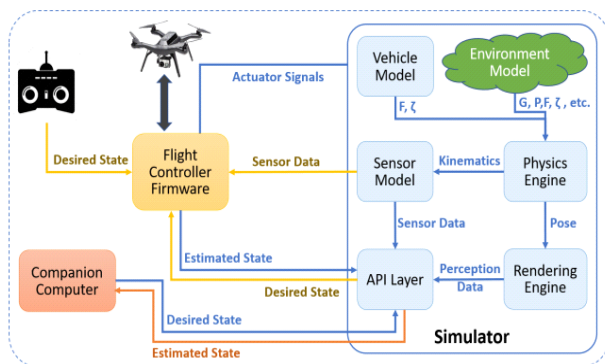 Vehicle
Model
Environment
Model
Actuator Signals
F, ζ
G, P,F, ζ , etc.
Desired State
Flight
Controller
Firmware
Sensor Data
Sensor
Model
Kinematics
Physics
Engine
Sensor Data
Pose
Estimated State
Companion
Computer
Desired State
API Layer
Perception
Data
Rendering
Engine
Desired State
Simulator
Estimated State